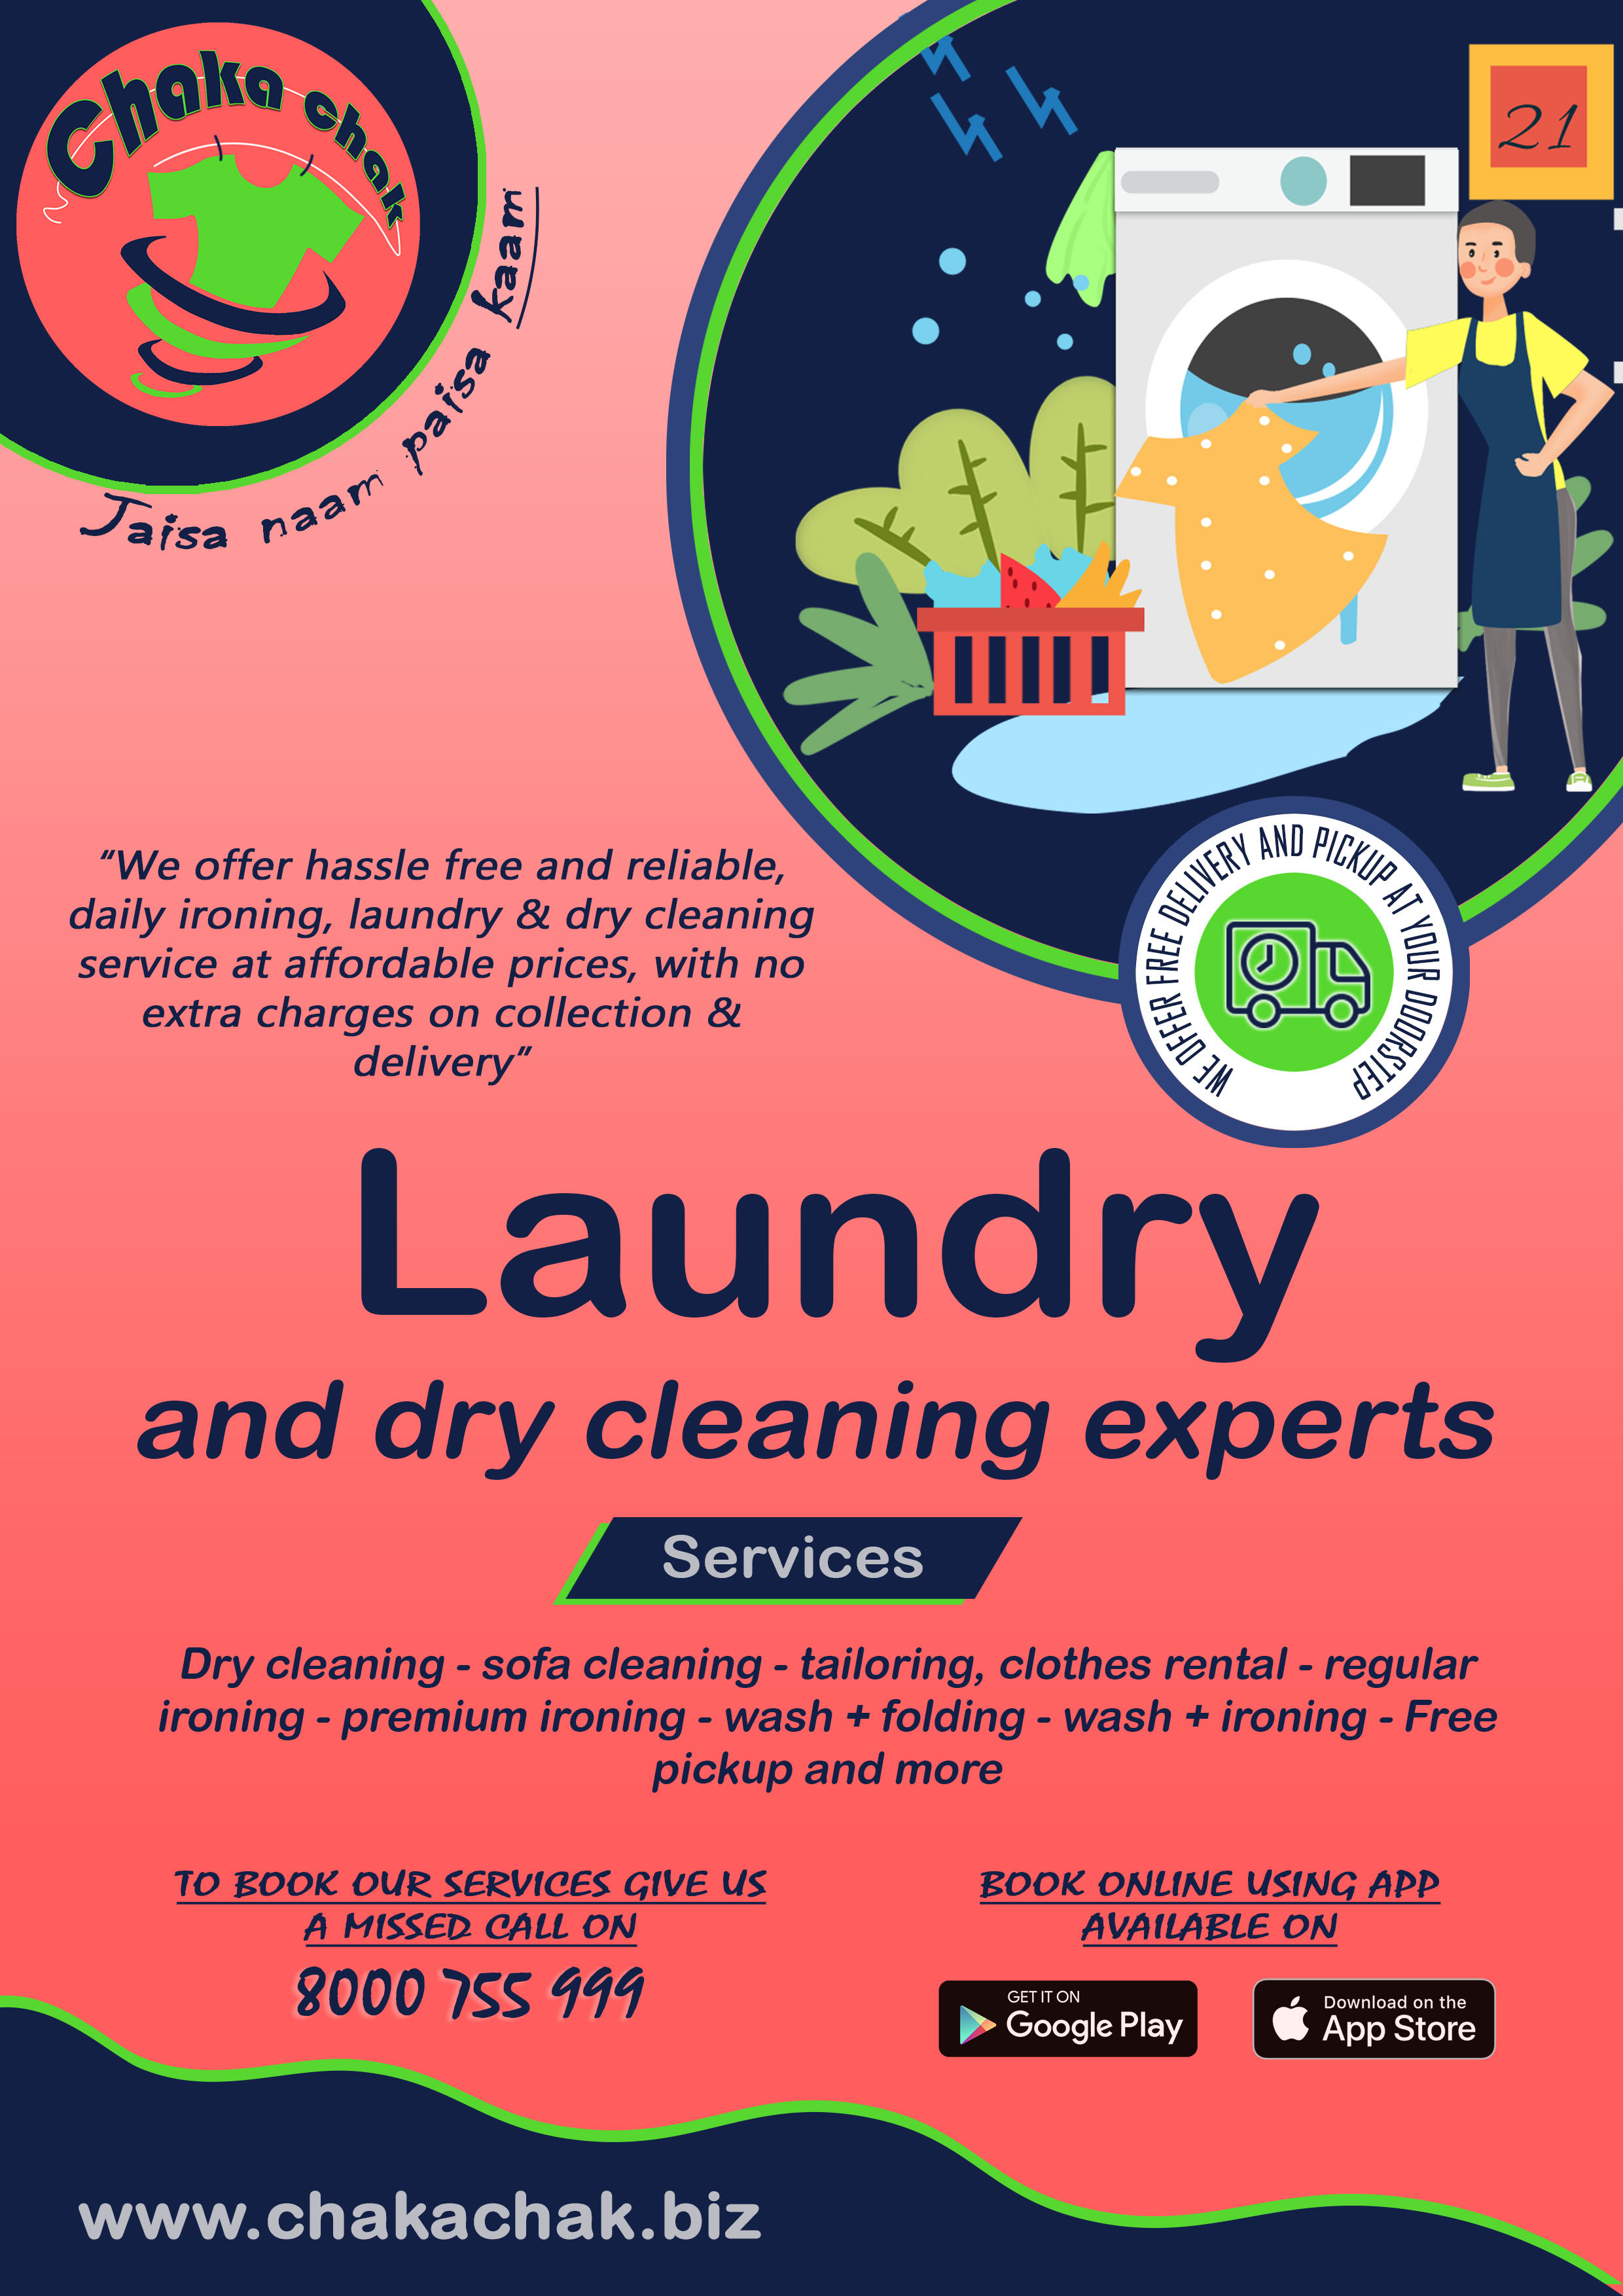 Chaka chak
Jaisa naam paisa kaam
21
WE OFFER FREE DELIVERY AND PICKUP AT YOUR DOORSTEP
“We offer hassle free and reliable,
daily ironing, laundry & dry cleaning
service at affordable prices, with no
extra charges on collection &
delivery”
Laundry
and dry cleaning experts
Services
Dry cleaning - sofa cleaning - tailoring, clothes rental - regular
ironing - premium ironing - wash + folding - wash + ironing - Free
pickup and more
TO BOOK OUR SERVICES GIVE US
A MISSED CALL ON
8000 755 999
BOOK ONLINE USING APP
AVAILABLE ON
GET IT ON
Google Play
Download on the
App Store
www.chakachak.biz